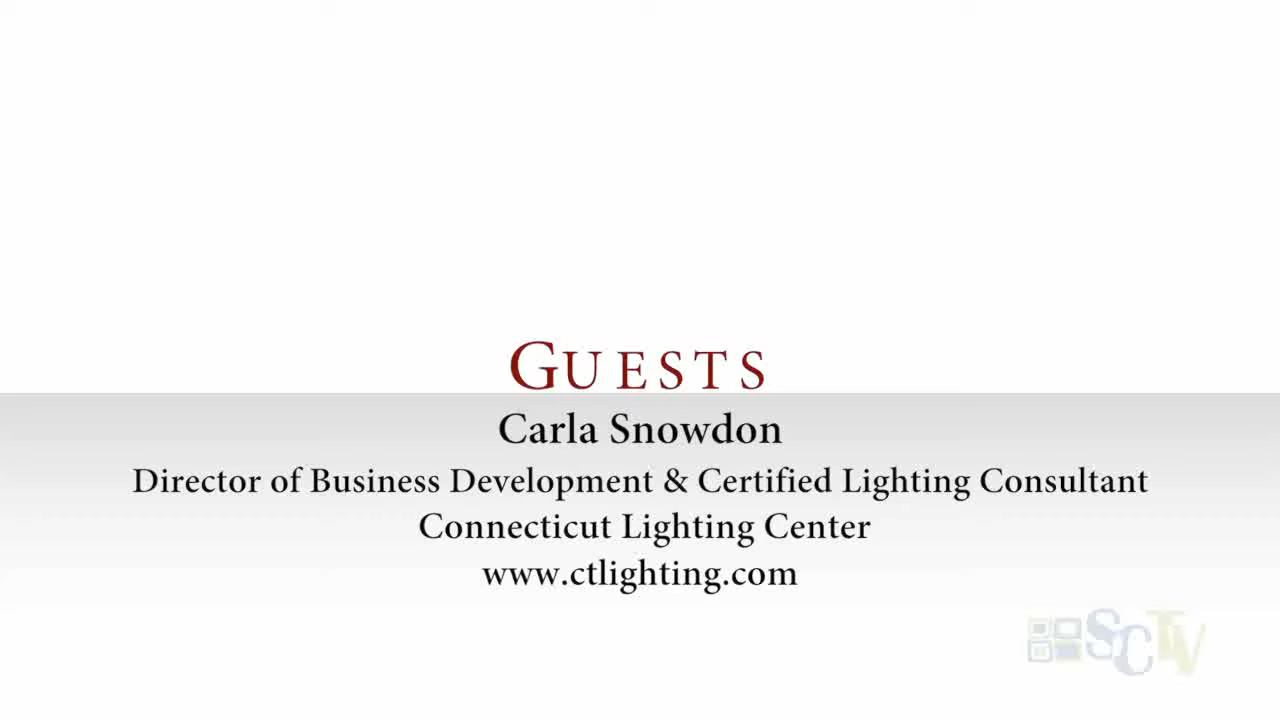 GUESTS
Carla Snowdon
Director of Business Development & Certified Lighting Consultant
Connecticut Lighting Center
www.ctlighting.com
SCTV